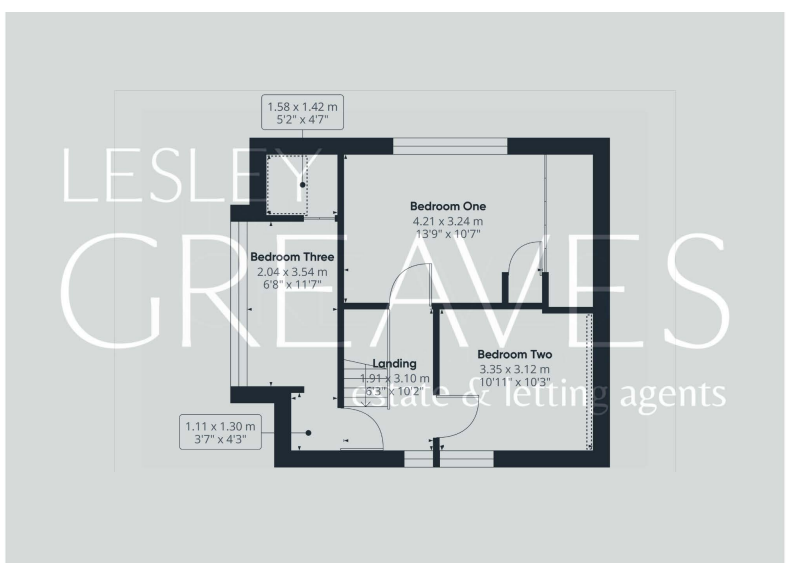 1.58 x 1.42 m
5'2" x 4'7"
LESLEY
GREAVES
estate & letting agents
Bedroom One
4.21 x 3.24 m
13'9" x 10'7"
Bedroom Three
2.04 x 3.54 m
6'8" x 11'7"
Landing
1.91 x 3.10 m
6'3" x 10'2"
Bedroom Two
3.35 x 3.12 m
10'11" x 10'3"
1.11 x 1.30 m
3'7" x 4'3"